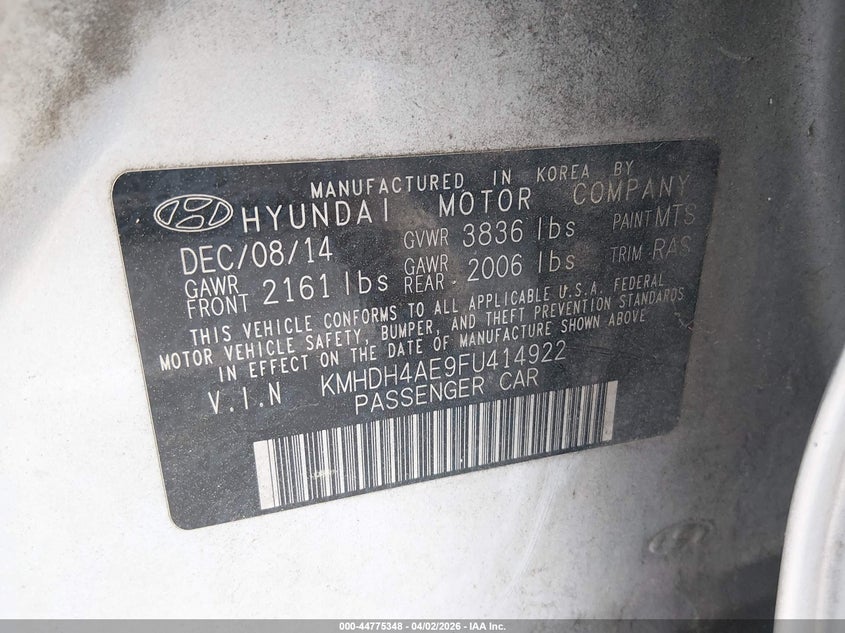 MANUFACTURED IN KOREA BY
HYUNDAI MOTOR COMPANY
DEC/08/14 GVWR 3836 lbs PAINT MTS
GAWR FRONT 2161 lbs GAWR REAR 2006 lbs TRIM RAS
THIS VEHICLE CONFORMS TO ALL APPLICABLE U.S.A. FEDERAL
MOTOR VEHICLE SAFETY, BUMPER, AND THEFT PREVENTION STANDARDS
IN EFFECT ON THE DATE OF MANUFACTURE SHOWN ABOVE
V.I.N KMHDH4AE9FU414922
PASSENGER CAR
000-44775348 | 04/02/2026 | IAA Inc.